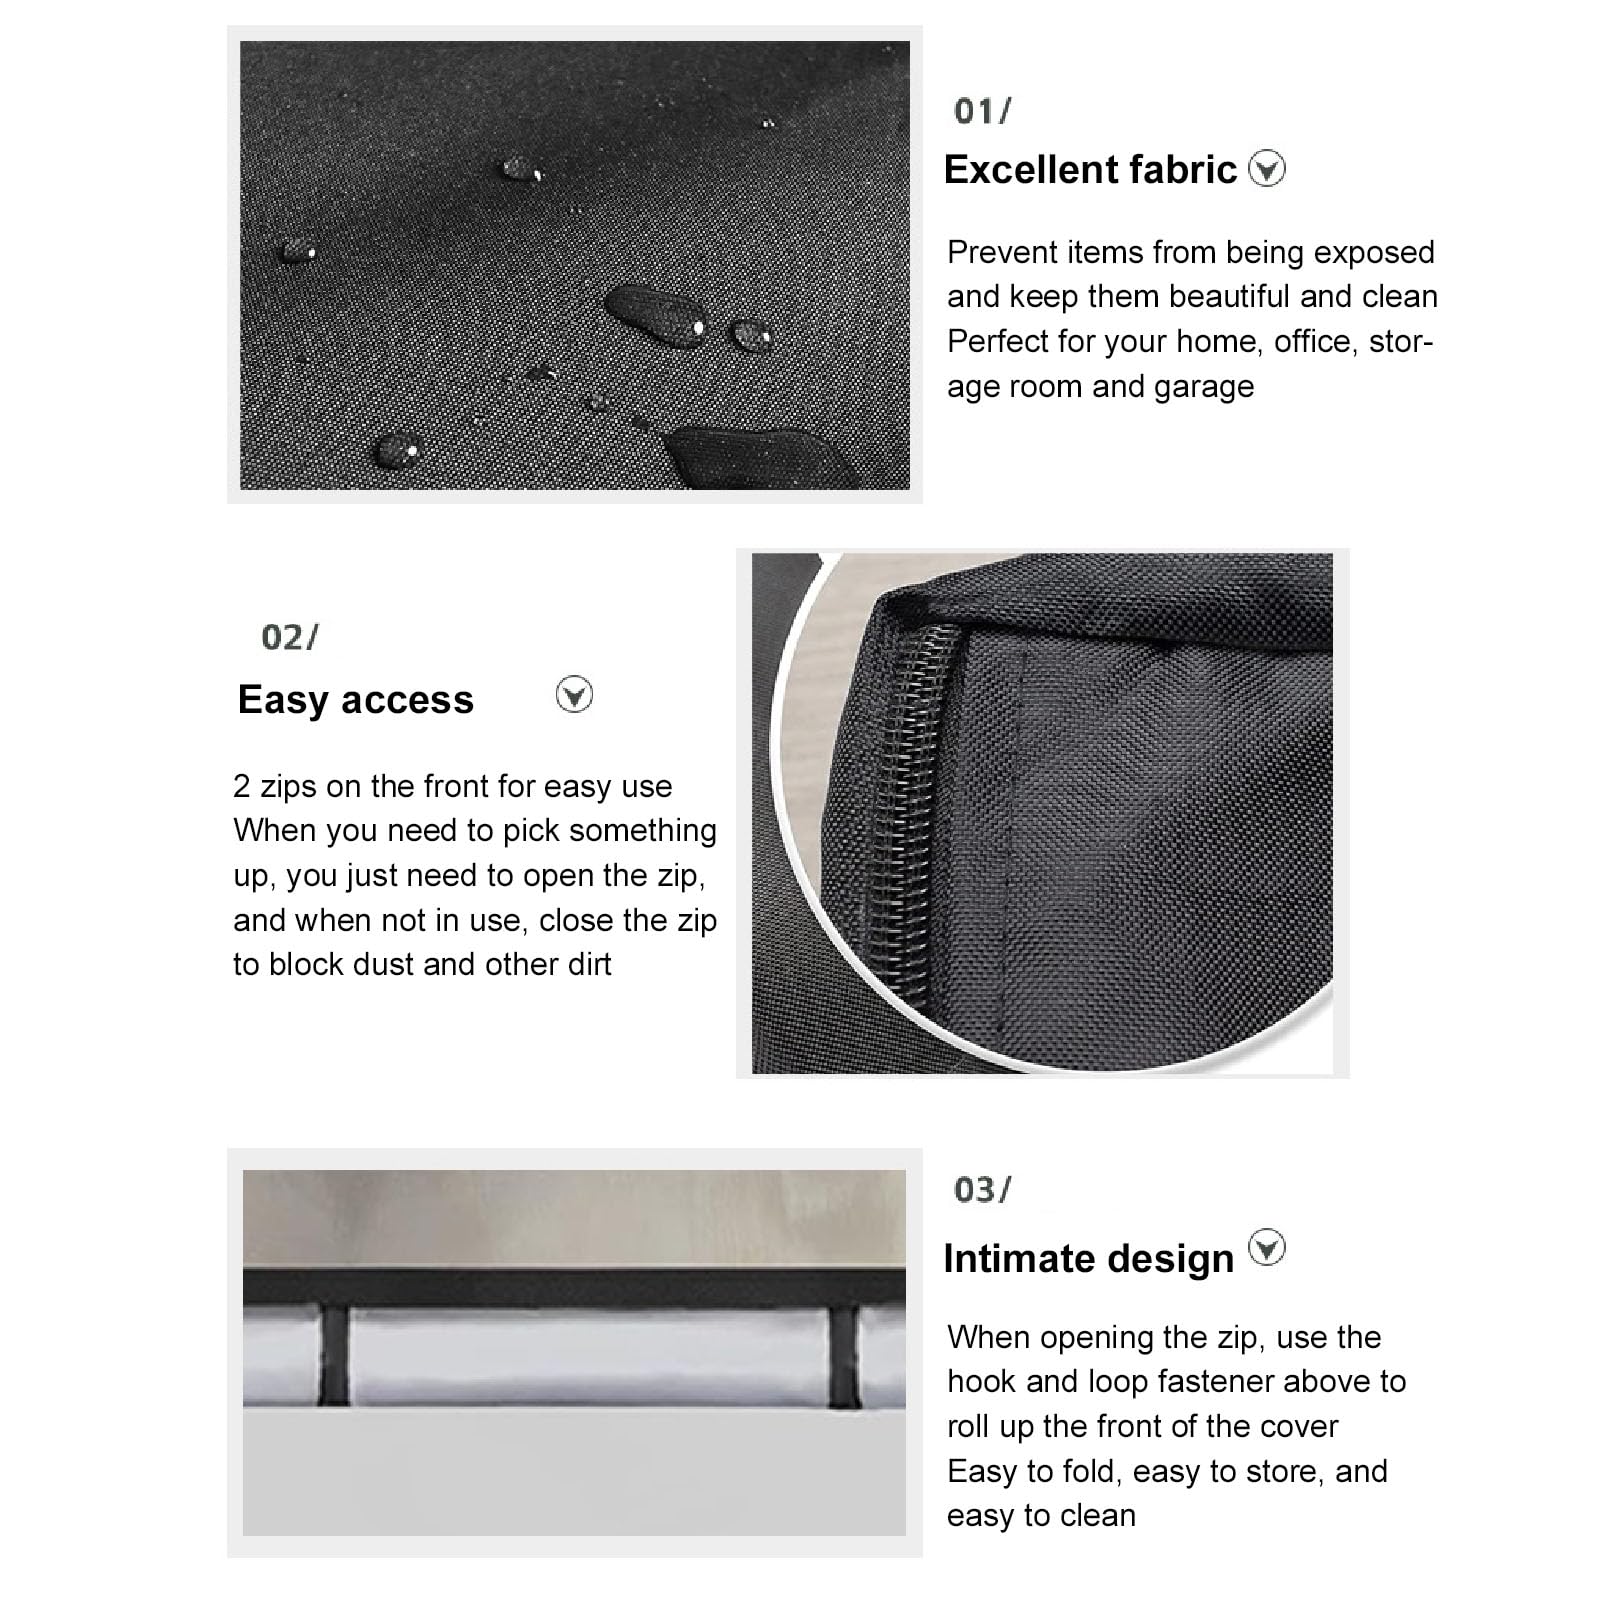 01/
Excellent fabric
Prevent items from being exposed
and keep them beautiful and clean
Perfect for your home, office, stor-
age room and garage
02/
Easy access
2 zips on the front for easy use
When you need to pick something
up, you just need to open the zip,
and when not in use, close the zip
to block dust and other dirt
03/
Intimate design
When opening the zip, use the
hook and loop fastener above to
roll up the front of the cover
Easy to fold, easy to store, and
easy to clean